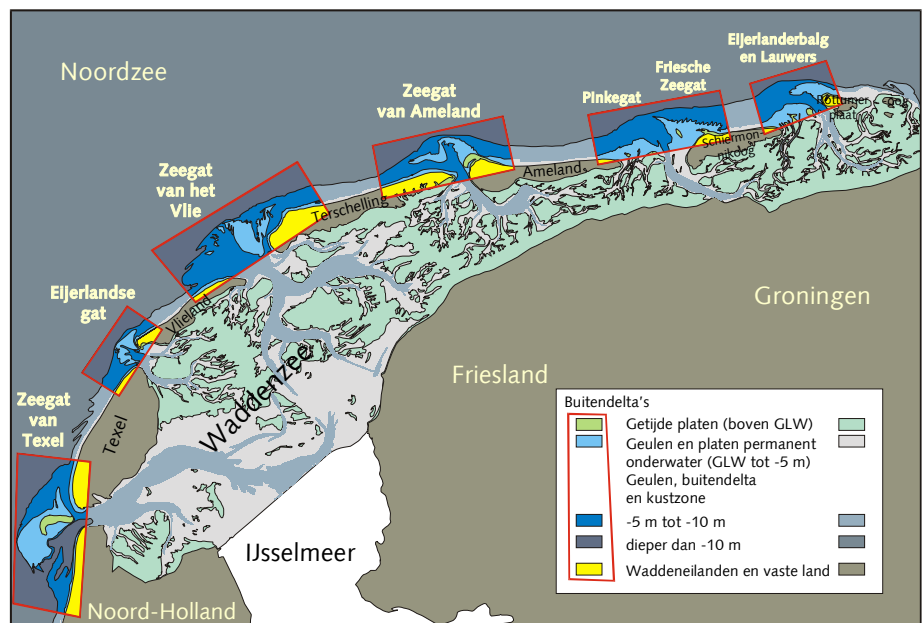 Noordzee
Zeegat
van Ameland
Pinkegat
Friesche
Zeegat
Eijerlanderbalg
en Lauwers
Zeegat
van het
Vlie
Eijerlandse
gat
Zeegat
van
Texel
Rottumer
plaat
oog
Schiermon-
nikoog
Ameland
Terschelling
Vlieland
Texel
Waddenzee
Groningen
Friesland
IJsselmeer
Noord-Holland
Buitendelta's
Getijde platen (boven GLW)
Geulen en platen permanent
onderwater (GLW tot -5 m)
Geulen, buitendelta
en kustzone
-5 m tot -10 m
dieper dan -10 m
Waddeneilanden en vaste land